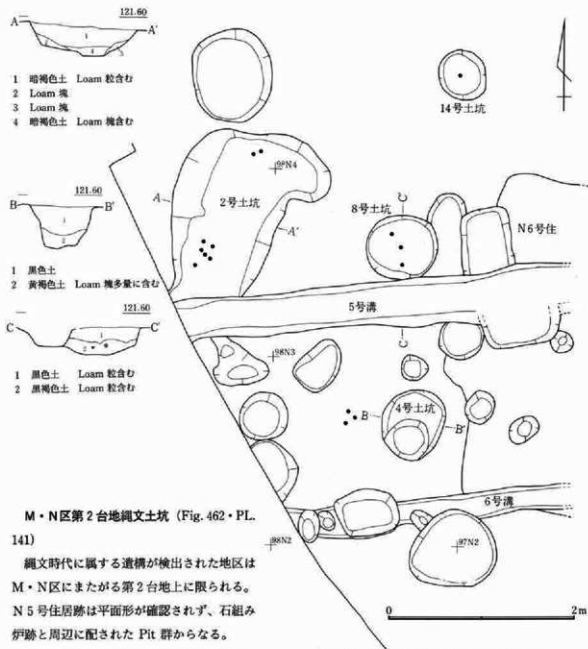 A
121.60
A'
1
4
3
1 暗褐色土 Loam 粒含む
2 Loam 塊
3 Loam 塊
4 暗褐色土 Loam 塊含む
B
121.60
B'
1
2
1 黒色土
2 黄褐色土 Loam 塊多量に含む
C
121.60
C'
1
2
1 黒色土 Loam 粒含む
2 黒褐色土 Loam 粒含む
14号土坑
98N4
2号土坑
A
A'
8号土坑
C
N6号住
5号溝
C
98N3
4号土坑
B
B'
6号溝
98N2
97N2
0
2m
M・N区第2台地縄文土坑 (Fig. 462・PL.
141)
縄文時代に属する遺構が検出された地区は
M・N区にまたがる第2台地上に限られる。
N5号住居跡は平面形が確認されず、石組み
炉跡と周辺に配された Pit 群からなる。